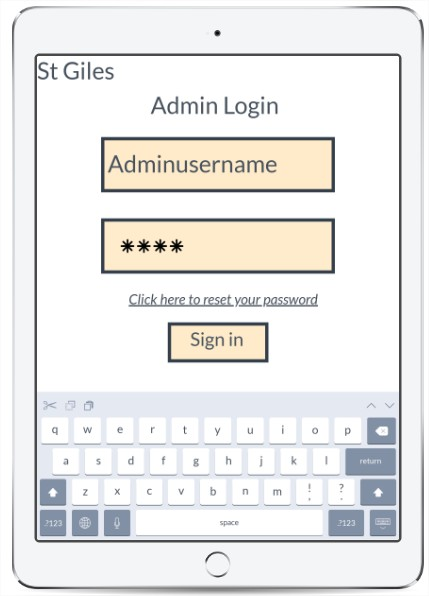 St Giles
Admin Login
Adminusername
****
Click here to reset your password
Sign in
q w e r t y u i o p
a s d f g h j k l return
z x c v b n m ! , ? .
.?123 space .?123